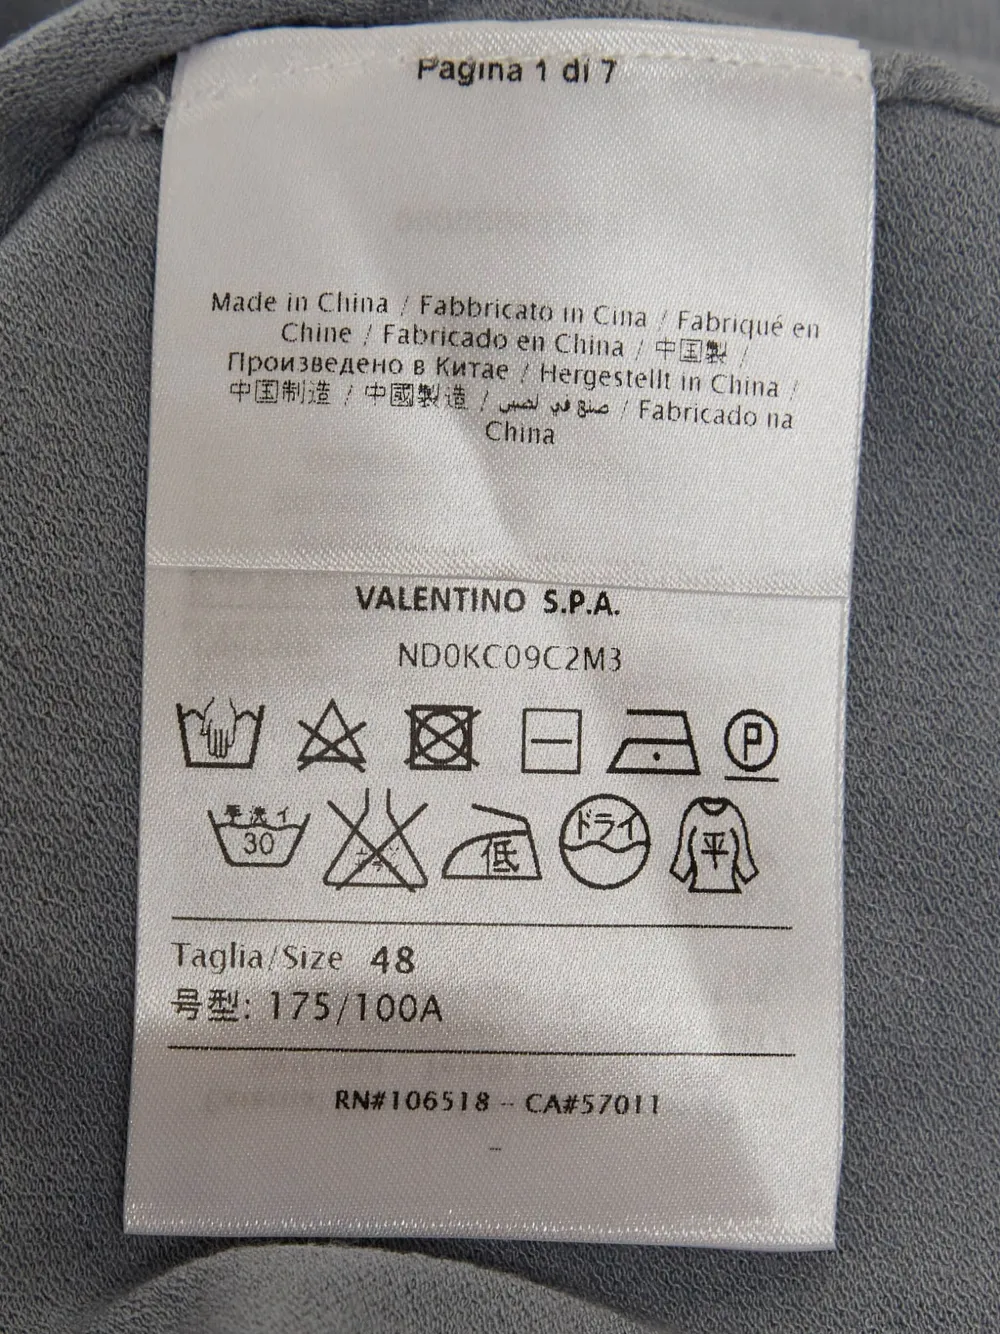 Pagina 1 di 7
Made in China / Fabbricato in Cina / Fabriqué en
Chine / Fabricado en China / 中国製 /
Произведено в Китае / Hergestellt in China /
中国制造 / 中國製造 / صنع في لصين / Fabricado na
China
VALENTINO S.P.A.
ND0KC09C2M3
P
手洗イ 30 低 ドライ 平
Taglia/Size 48
号型: 175/100A
RN#106518 - CA#57011
-